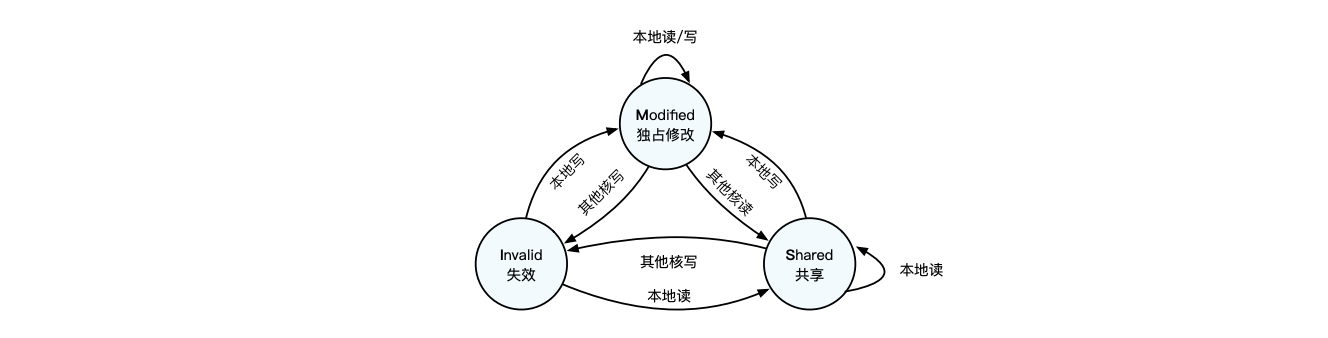 本地读/写
Modified
独占修改
本地写
其他核写
其他核读
本地写
Invalid
失效
其他核写
本地读
Shared
共享
本地读